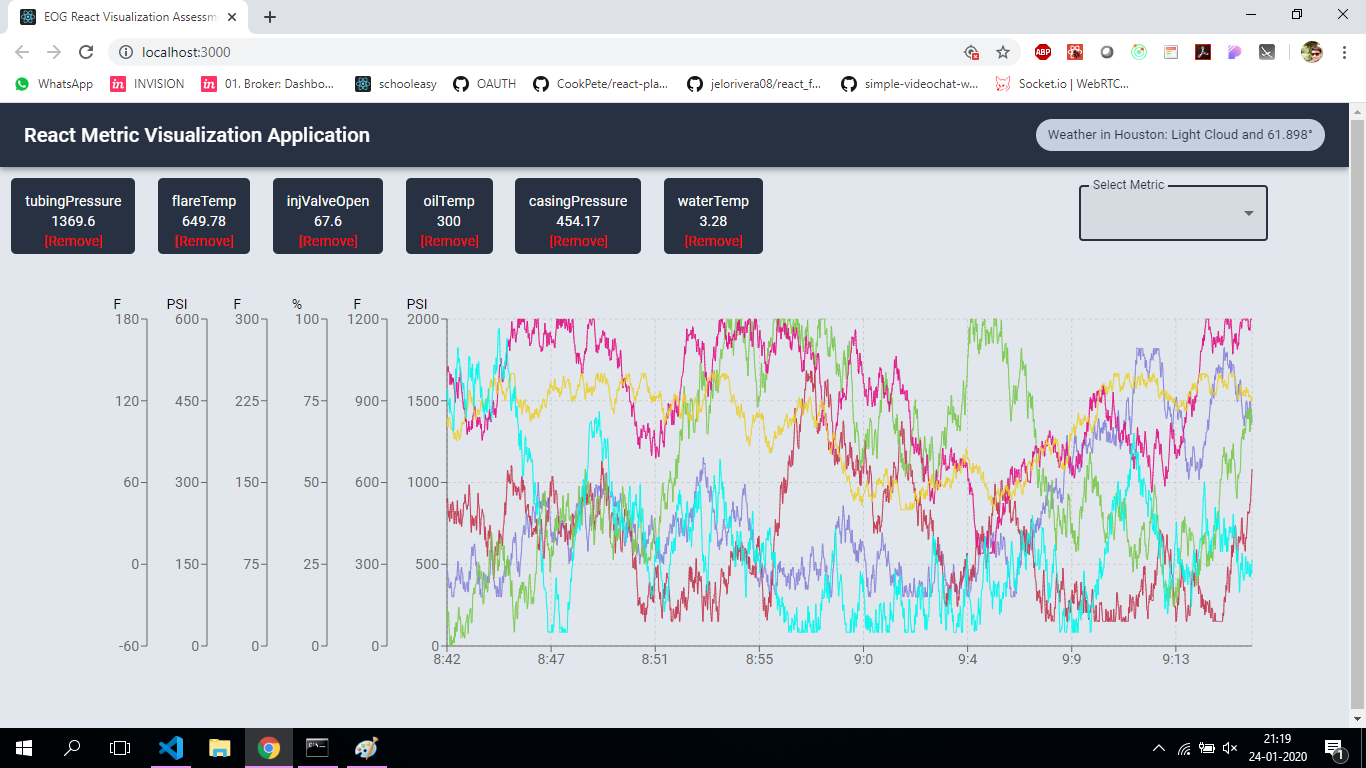 EOG React Visualization Assessm
localhost:3000
ABP
WhatsApp in INVISION in 01. Broker: Dashbo... schooleasy OAUTH CookPete/react-pla... jelorivera08/react_f... simple-videochat-w... Socket.io | WebRTC...
React Metric Visualization Application
Weather in Houston: Light Cloud and 61.898°
tubingPressure
1369.6
[Remove]
flareTemp
649.78
[Remove]
injValveOpen
67.6
[Remove]
oilTemp
300
[Remove]
casingPressure
454.17
[Remove]
waterTemp
3.28
[Remove]
Select Metric
F PSI F % F PSI
180 600 300 100 1200 2000
120 450 225 75 900 1500
60 300 150 50 600 1000
0 150 75 25 300 500
-60 0 0 0 0 0
8:42 8:47 8:51 8:55 9:0 9:4 9:9 9:13
21:19
24-01-2020
1